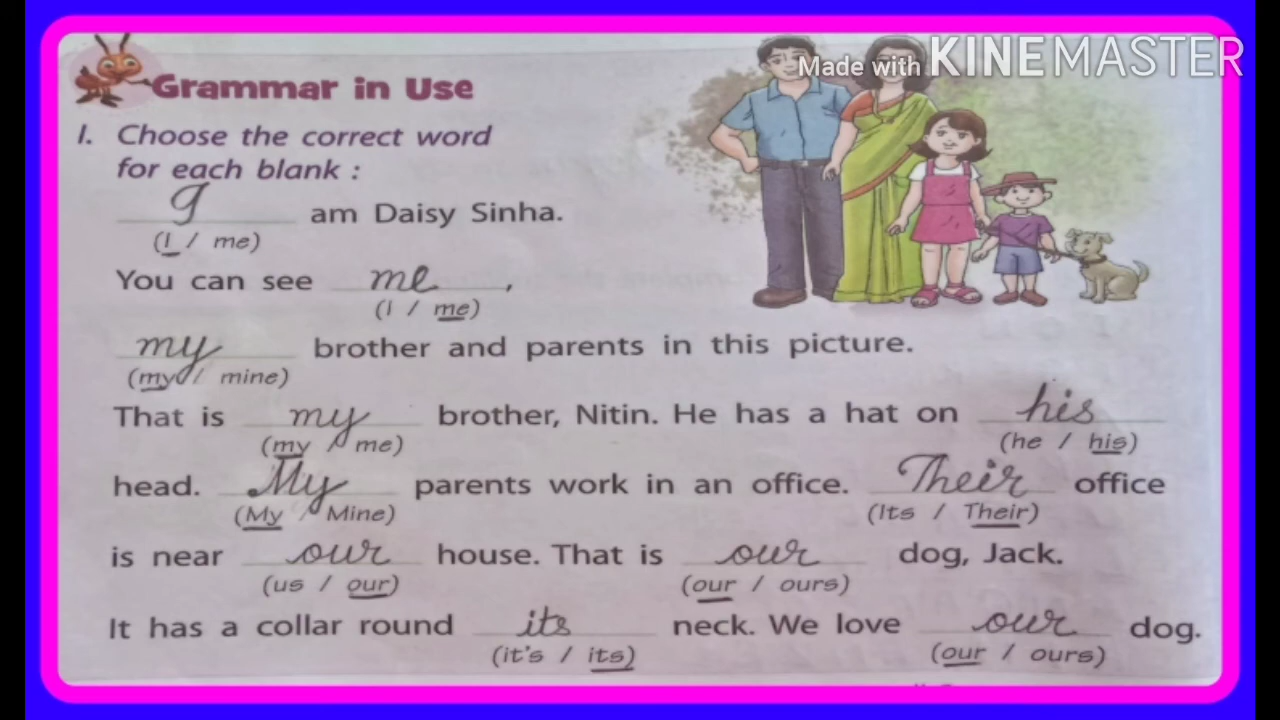 Made with KINEMASTER
Grammar in Use
I. Choose the correct word
for each blank :
I am Daisy Sinha.
(I / me)
You can see me ,
(I / me)
my brother and parents in this picture.
(my / mine)
That is my brother, Nitin. He has a hat on his
(my / me) (he / his)
head. My parents work in an office. Their office
(My / Mine) (Its / Their)
is near our house. That is our dog, Jack.
(us / our) (our / ours)
It has a collar round its neck. We love our dog.
(it's / its) (our / ours)